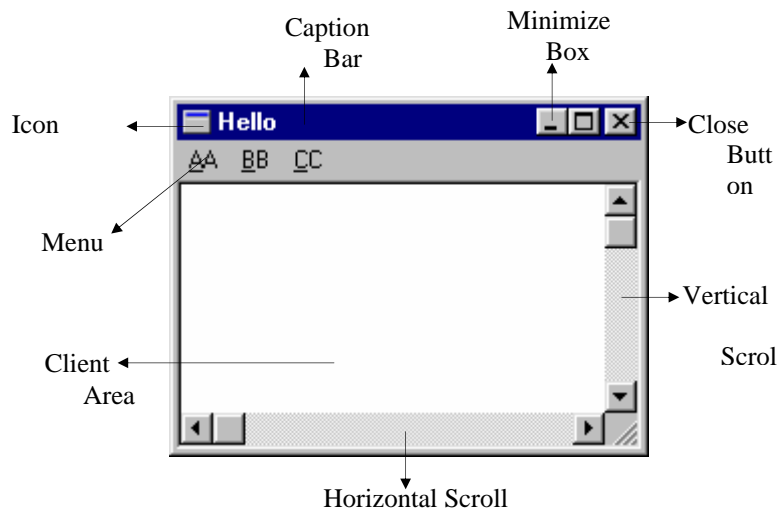 Caption
Bar
Minimize
Box
Icon
Hello
Close
Butt
on
AA BB CC
Menu
Vertical
Scrol
Client
Area
Horizontal Scroll